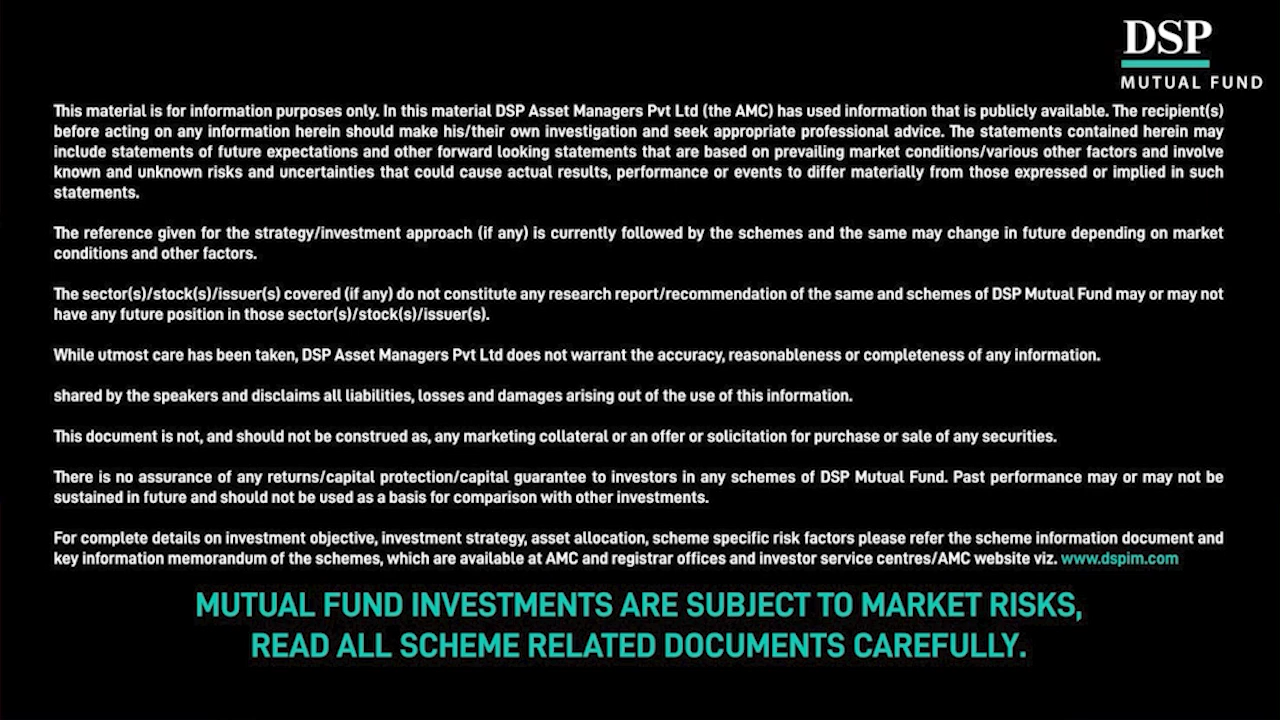 DSP
MUTUAL FUND
This material is for information purposes only. In this material DSP Asset Managers Pvt Ltd (the AMC) has used information that is publicly available. The recipient(s)
before acting on any information herein should make his/their own investigation and seek appropriate professional advice. The statements contained herein may
include statements of future expectations and other forward looking statements that are based on prevailing market conditions/various other factors and involve
known and unknown risks and uncertainties that could cause actual results, performance or events to differ materially from those expressed or implied in such
statements.
The reference given for the strategy/investment approach (if any) is currently followed by the schemes and the same may change in future depending on market
conditions and other factors.
The sector(s)/stock(s)/issuer(s) covered (if any) do not constitute any research report/recommendation of the same and schemes of DSP Mutual Fund may or may not
have any future position in those sector(s)/stock(s)/issuer(s).
While utmost care has been taken, DSP Asset Managers Pvt Ltd does not warrant the accuracy, reasonableness or completeness of any information.
shared by the speakers and disclaims all liabilities, losses and damages arising out of the use of this information.
This document is not, and should not be construed as, any marketing collateral or an offer or solicitation for purchase or sale of any securities.
There is no assurance of any returns/capital protection/capital guarantee to investors in any schemes of DSP Mutual Fund. Past performance may or may not be
sustained in future and should not be used as a basis for comparison with other investments.
For complete details on investment objective, investment strategy, asset allocation, scheme specific risk factors please refer the scheme information document and
key information memorandum of the schemes, which are available at AMC and registrar offices and investor service centres/AMC website viz. www.dspim.com
MUTUAL FUND INVESTMENTS ARE SUBJECT TO MARKET RISKS,
READ ALL SCHEME RELATED DOCUMENTS CAREFULLY.